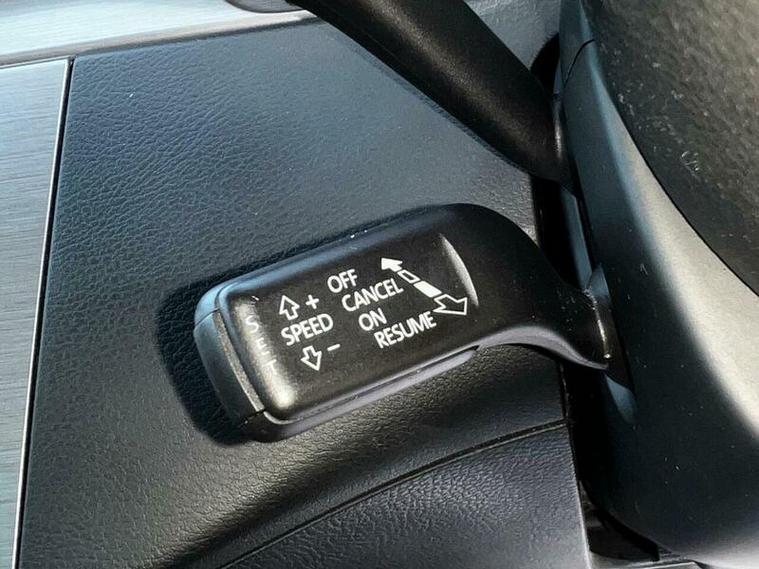 OFF
CANCEL
+
SPEED
-
ON
RESUME
SET